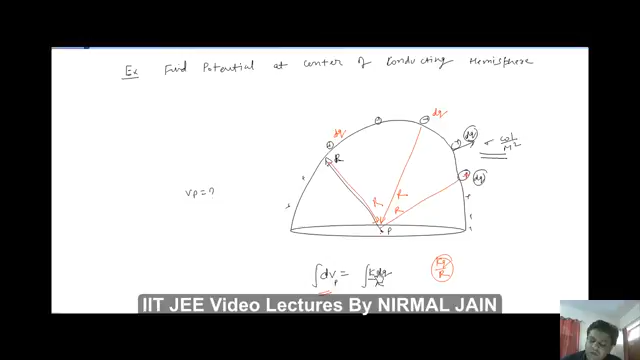 Ex Find Potential at center of Conducting Hemisphere
dq
dq
dq
σ Coul/M²
R
dq
R
R
R
VP = ?
P
∫dVp = ∫Kdq/R
Kq/R
IIT JEE Video Lectures By NIRMAL JAIN